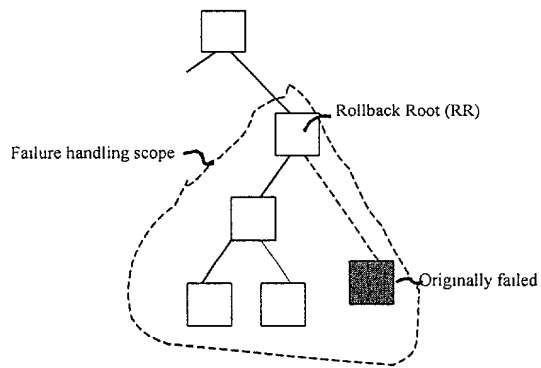 Rollback Root (RR)
Failure handling scope
Originally failed